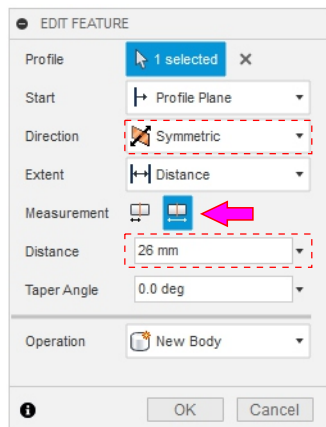 EDIT FEATURE
Profile 1 selected
Start Profile Plane
Direction Symmetric
Extent Distance
Measurement
Distance 26 mm
Taper Angle 0.0 deg
Operation New Body
OK Cancel